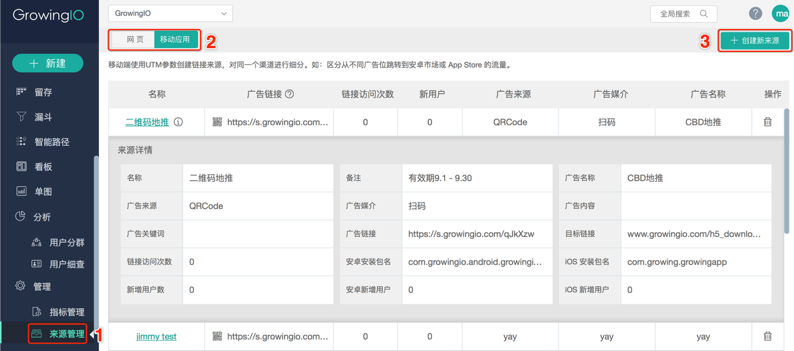 GrowingIO
GrowingIO
全局搜索
?
ma
网 页
移动应用
2
3
+ 创建新来源
+ 新建
移动端使用UTM参数创建链接来源，对同一个渠道进行细分。如：区分从不同广告位跳转到安卓市场或 App Store 的流量。
名称
广告链接
?
链接访问次数
新用户
广告来源
广告媒介
广告名称
操作
二维码地推
https://s.growingio.com...
0
0
QRCode
扫码
CBD地推
来源详情
名称
二维码地推
备注
有效期9.1 - 9.30
广告名称
CBD地推
广告来源
QRCode
广告媒介
扫码
广告内容
广告关键词
广告链接
https://s.growingio.com/qJkXzw
目标链接
www.growingio.com/h5_downlo...
链接访问次数
0
安卓安装包名
com.growingio.android.growingi...
iOS 安装包名
com.growing.growingapp
新增用户数
0
安卓新增用户
0
iOS 新增用户
0
jimmy test
https://s.growingio.com...
0
0
yay
yay
yay
留存
漏斗
智能路径
看板
单图
分析
用户分群
用户细查
管理
指标管理
来源管理
1